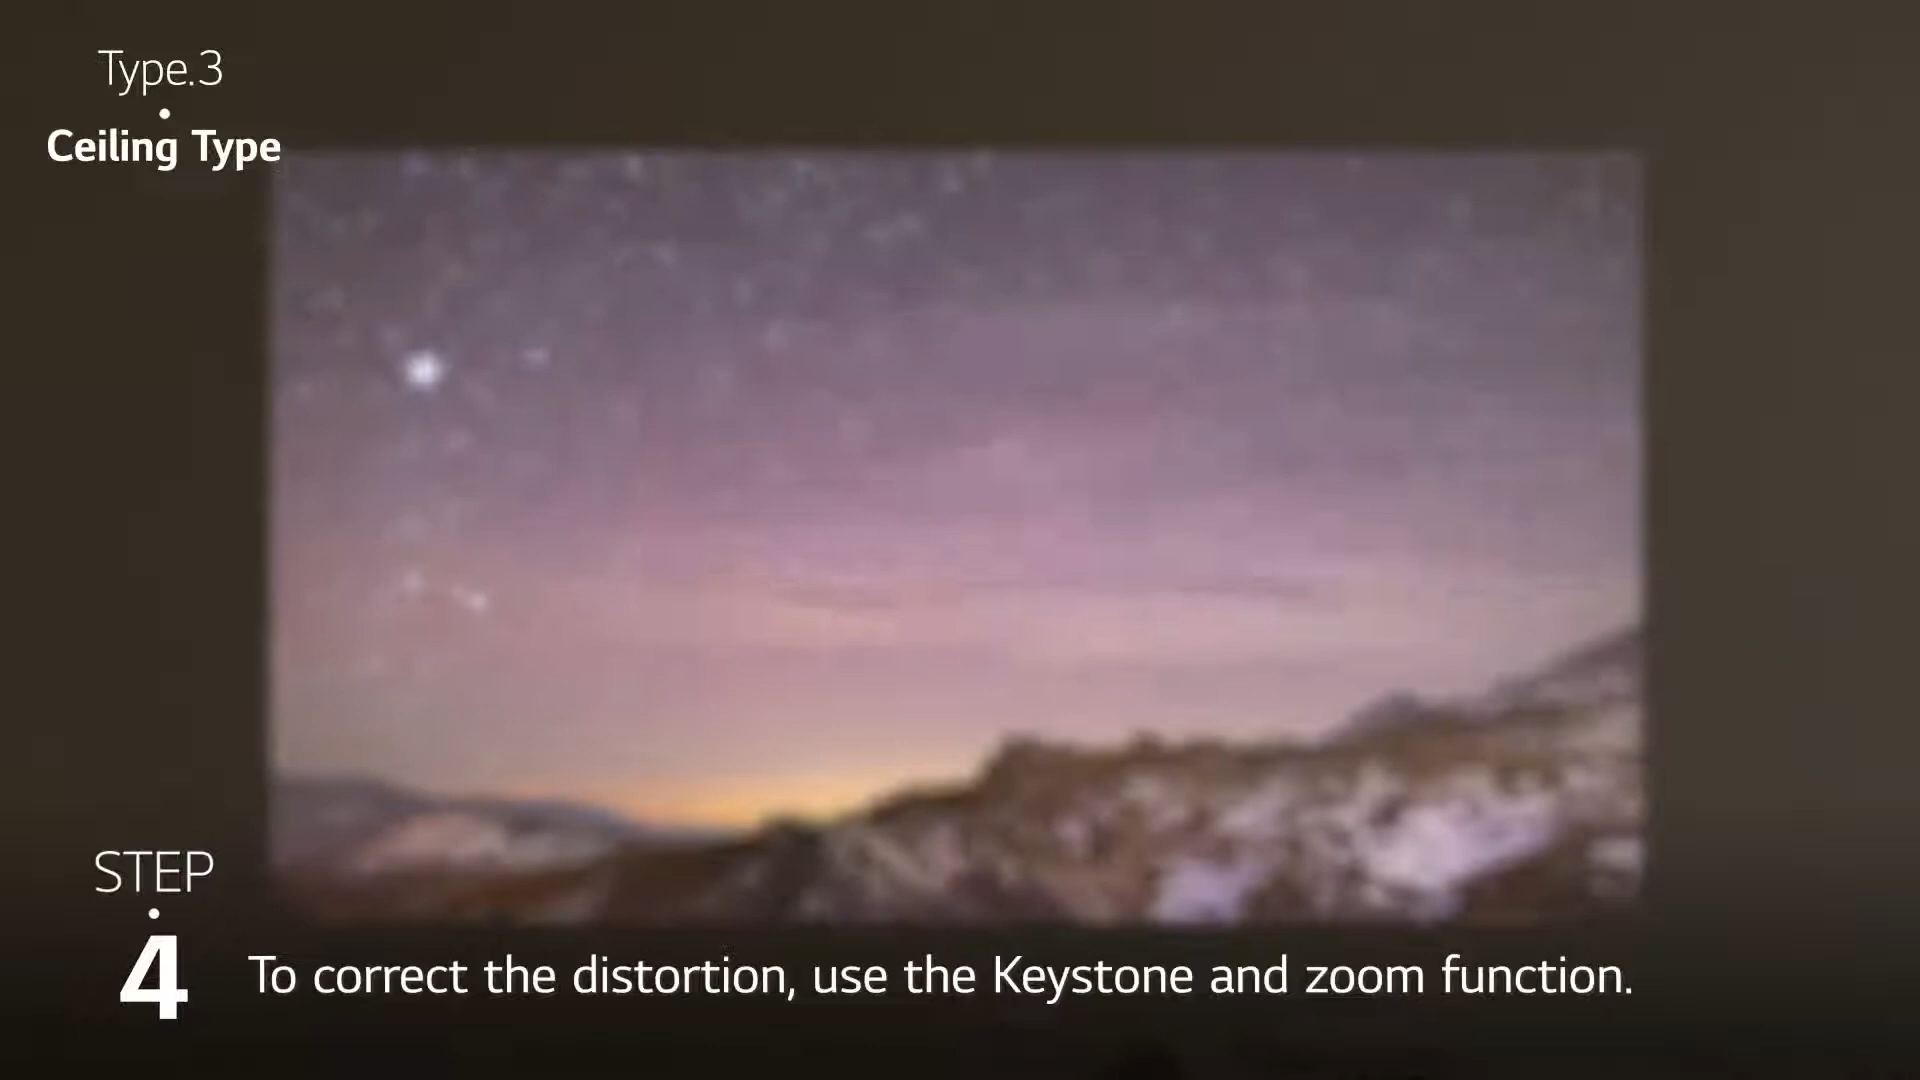 Type.3
Ceiling Type
STEP
4
To correct the distortion, use the Keystone and zoom function.